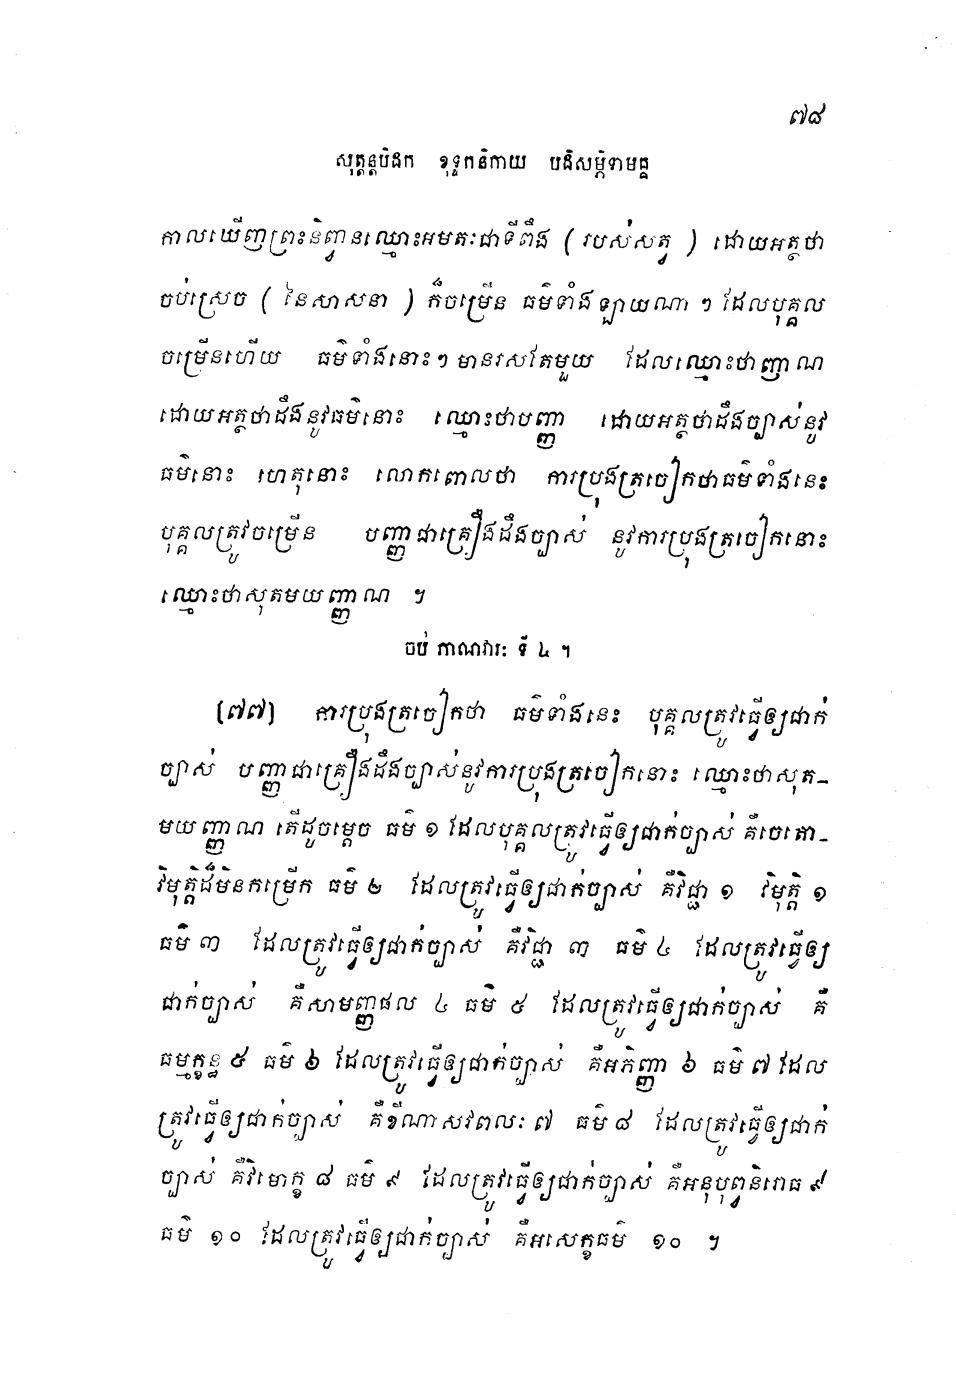 ៧៨
សុត្តន្តបិដក ខុទ្ទកនិកាយ បដិសម្ភិទាមគ្គ
កាលឃើញព្រះនិព្វានឈ្មោះអមតៈជាទីពឹង ( របស់សត្វ ) ដោយអត្ថថា
ចប់ស្រេច ( នៃសាសនា ) ក៏ចម្រើន ធម៌ទាំងឡាយណា ៗ ដែលបុគ្គល
ចម្រើនហើយ ធម៌ទាំងនោះ ៗ មានរសតែមួយ ដែលឈ្មោះថាញាណ
ដោយអត្ថថាដឹងនូវធម៌នោះ ឈ្មោះថាបញ្ញា ដោយអត្ថថាដឹងច្បាស់នូវ
ធម៌នោះ ហេតុនោះ លោកពោលថា ការប្រុងត្រចៀកថាធម៌ទាំងនេះ
បុគ្គលត្រូវចម្រើន បញ្ញាជាគ្រឿងដឹងច្បាស់ នូវការប្រុងត្រចៀកនោះ
ឈ្មោះថាសុតមយញ្ញាណ ។
ចប់ ភាណវារៈ ទី ៤ ។
(៧៧) ការប្រុងត្រចៀកថា ធម៌ទាំងនេះ បុគ្គលត្រូវធ្វើឲ្យជាក់
ច្បាស់ បញ្ញាជាគ្រឿងដឹងច្បាស់នូវការប្រុងត្រចៀកនោះ ឈ្មោះថាសុត-
មយញ្ញាណ តើដូចម្តេច ធម៌ ១ ដែលបុគ្គលត្រូវធ្វើឲ្យជាក់ច្បាស់ គឺចេតោ-
វិមុត្តិដ៏មិនកម្រើក ធម៌ ២ ដែលត្រូវធ្វើឲ្យជាក់ច្បាស់ គឺវិជ្ជា ១ វិមុត្តិ ១
ធម៌ ៣ ដែលត្រូវធ្វើឲ្យជាក់ច្បាស់ គឺវិជ្ជា ៣ ធម៌ ៤ ដែលត្រូវធ្វើឲ្យ
ជាក់ច្បាស់ គឺសាមញ្ញផល ៤ ធម៌ ៥ ដែលត្រូវធ្វើឲ្យជាក់ច្បាស់ គឺ
ធម្មក្ខន្ធ ៥ ធម៌ ៦ ដែលត្រូវធ្វើឲ្យជាក់ច្បាស់ គឺអភិញ្ញា ៦ ធម៌ ៧ ដែល
ត្រូវធ្វើឲ្យជាក់ច្បាស់ គឺខីណាសវពលៈ ៧ ធម៌ ៨ ដែលត្រូវធ្វើឲ្យជាក់
ច្បាស់ គឺវិមោក្ខ ៨ ធម៌ ៩ ដែលត្រូវធ្វើឲ្យជាក់ច្បាស់ គឺអនុបុព្វនិរោធ ៩
ធម៌ ១០ ដែលត្រូវធ្វើឲ្យជាក់ច្បាស់ គឺអសេក្ខធម៌ ១០ ។